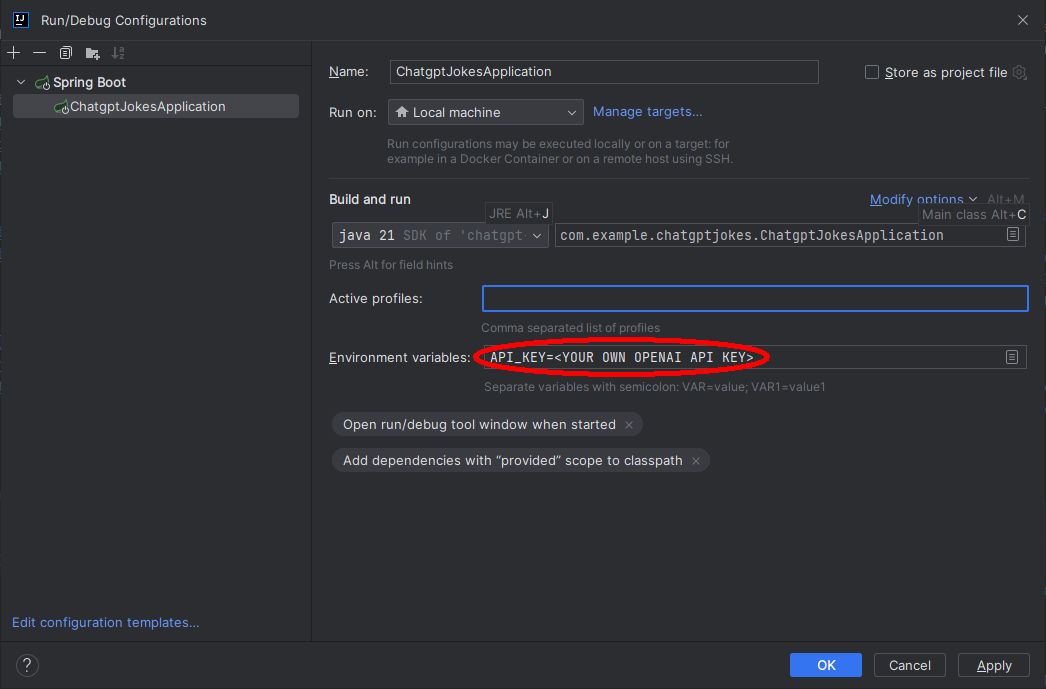 Run/Debug Configurations
Spring Boot
ChatgptJokesApplication
Name: ChatgptJokesApplication Store as project file
Run on: Local machine Manage targets...
Run configurations may be executed locally or on a target: for
example in a Docker Container or on a remote host using SSH.
Build and run Modify options Alt+M
JRE Alt+J Main class Alt+C
java 21 SDK of 'chatgpt- com.example.chatgptjokes.ChatgptJokesApplication
Press Alt for field hints
Active profiles:
Comma separated list of profiles
Environment variables: API_KEY=<YOUR OWN OPENAI API KEY>
Separate variables with semicolon: VAR=value; VAR1=value1
Open run/debug tool window when started
Add dependencies with “provided” scope to classpath
Edit configuration templates...
? OK Cancel Apply